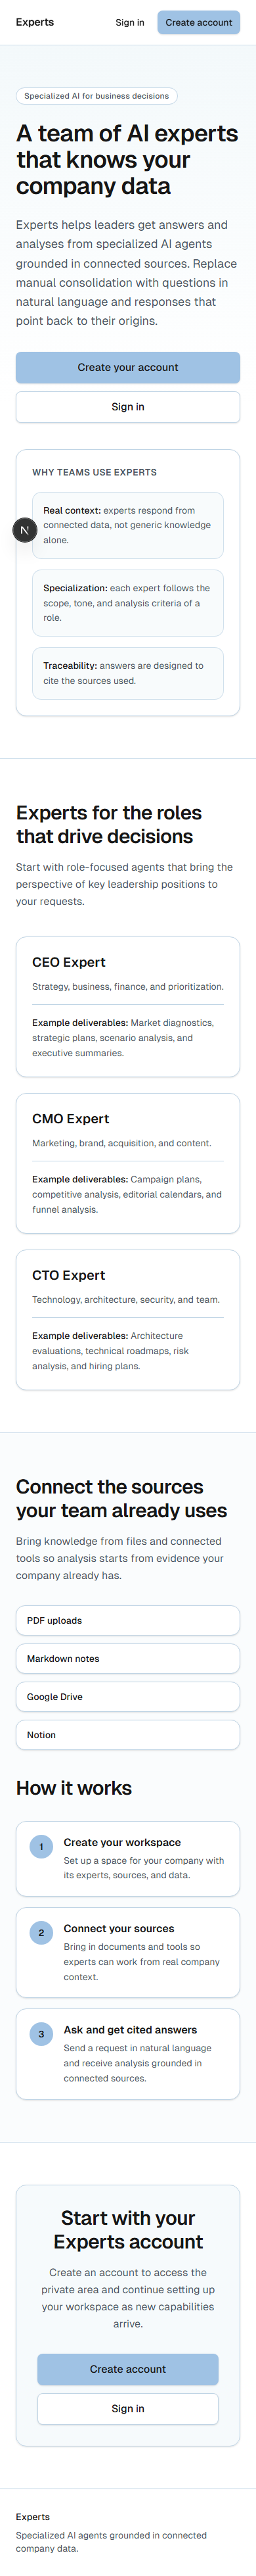 Experts
Sign in
Create account
Specialized AI for business decisions
A team of AI experts
that knows your
company data
Experts helps leaders get answers and
analyses from specialized AI agents
grounded in connected sources. Replace
manual consolidation with questions in
natural language and responses that
point back to their origins.
Create your account
Sign in
WHY TEAMS USE EXPERTS
Real context: experts respond from
connected data, not generic knowledge
alone.
N
Specialization: each expert follows the
scope, tone, and analysis criteria of a
role.
Traceability: answers are designed to
cite the sources used.
Experts for the roles
that drive decisions
Start with role-focused agents that bring the
perspective of key leadership positions to
your requests.
CEO Expert
Strategy, business, finance, and prioritization.
Example deliverables: Market diagnostics,
strategic plans, scenario analysis, and
executive summaries.
CMO Expert
Marketing, brand, acquisition, and content.
Example deliverables: Campaign plans,
competitive analysis, editorial calendars, and
funnel analysis.
CTO Expert
Technology, architecture, security, and team.
Example deliverables: Architecture
evaluations, technical roadmaps, risk
analysis, and hiring plans.
Connect the sources
your team already uses
Bring knowledge from files and connected
tools so analysis starts from evidence your
company already has.
PDF uploads
Markdown notes
Google Drive
Notion
How it works
1
Create your workspace
Set up a space for your company with
its experts, sources, and data.
2
Connect your sources
Bring in documents and tools so
experts can work from real company
context.
3
Ask and get cited answers
Send a request in natural language
and receive analysis grounded in
connected sources.
Start with your
Experts account
Create an account to access the
private area and continue setting up
your workspace as new capabilities
arrive.
Create account
Sign in
Experts
Specialized AI agents grounded in connected
company data.